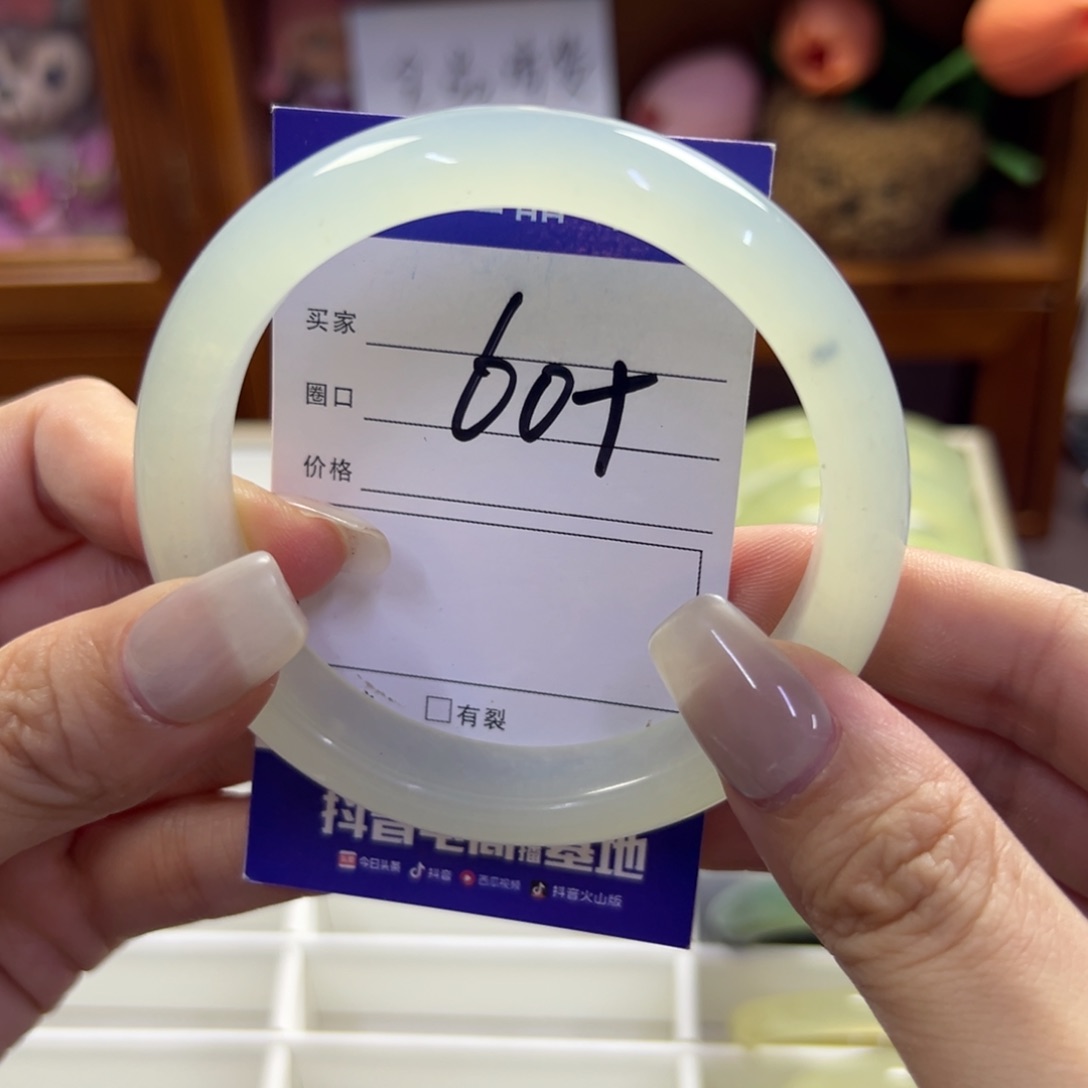 买家
60+
圈口
价格
有裂
抖音电商直播基地
今日头条 抖音 西瓜视频 抖音火山版